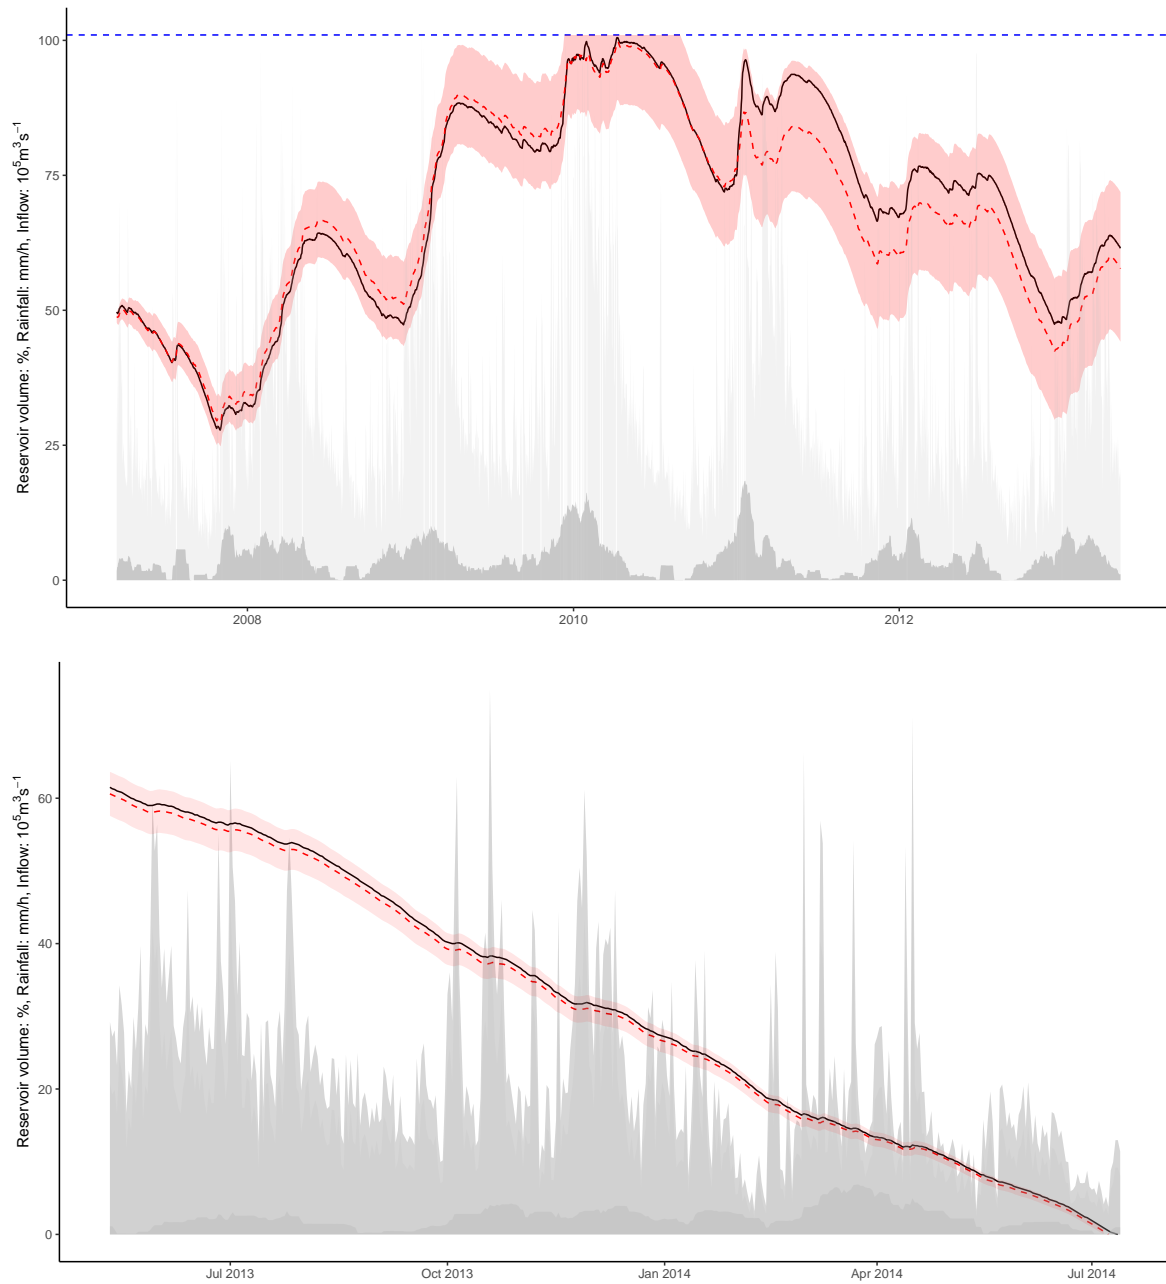 Reservoir volume: %, Rainfall: mm/h, Inflow: 10⁵m³s⁻¹
100
75
50
25
0
2008 2010 2012
Reservoir volume: %, Rainfall: mm/h, Inflow: 10⁵m³s⁻¹
60
40
20
0
Jul 2013 Oct 2013 Jan 2014 Apr 2014 Jul 2014